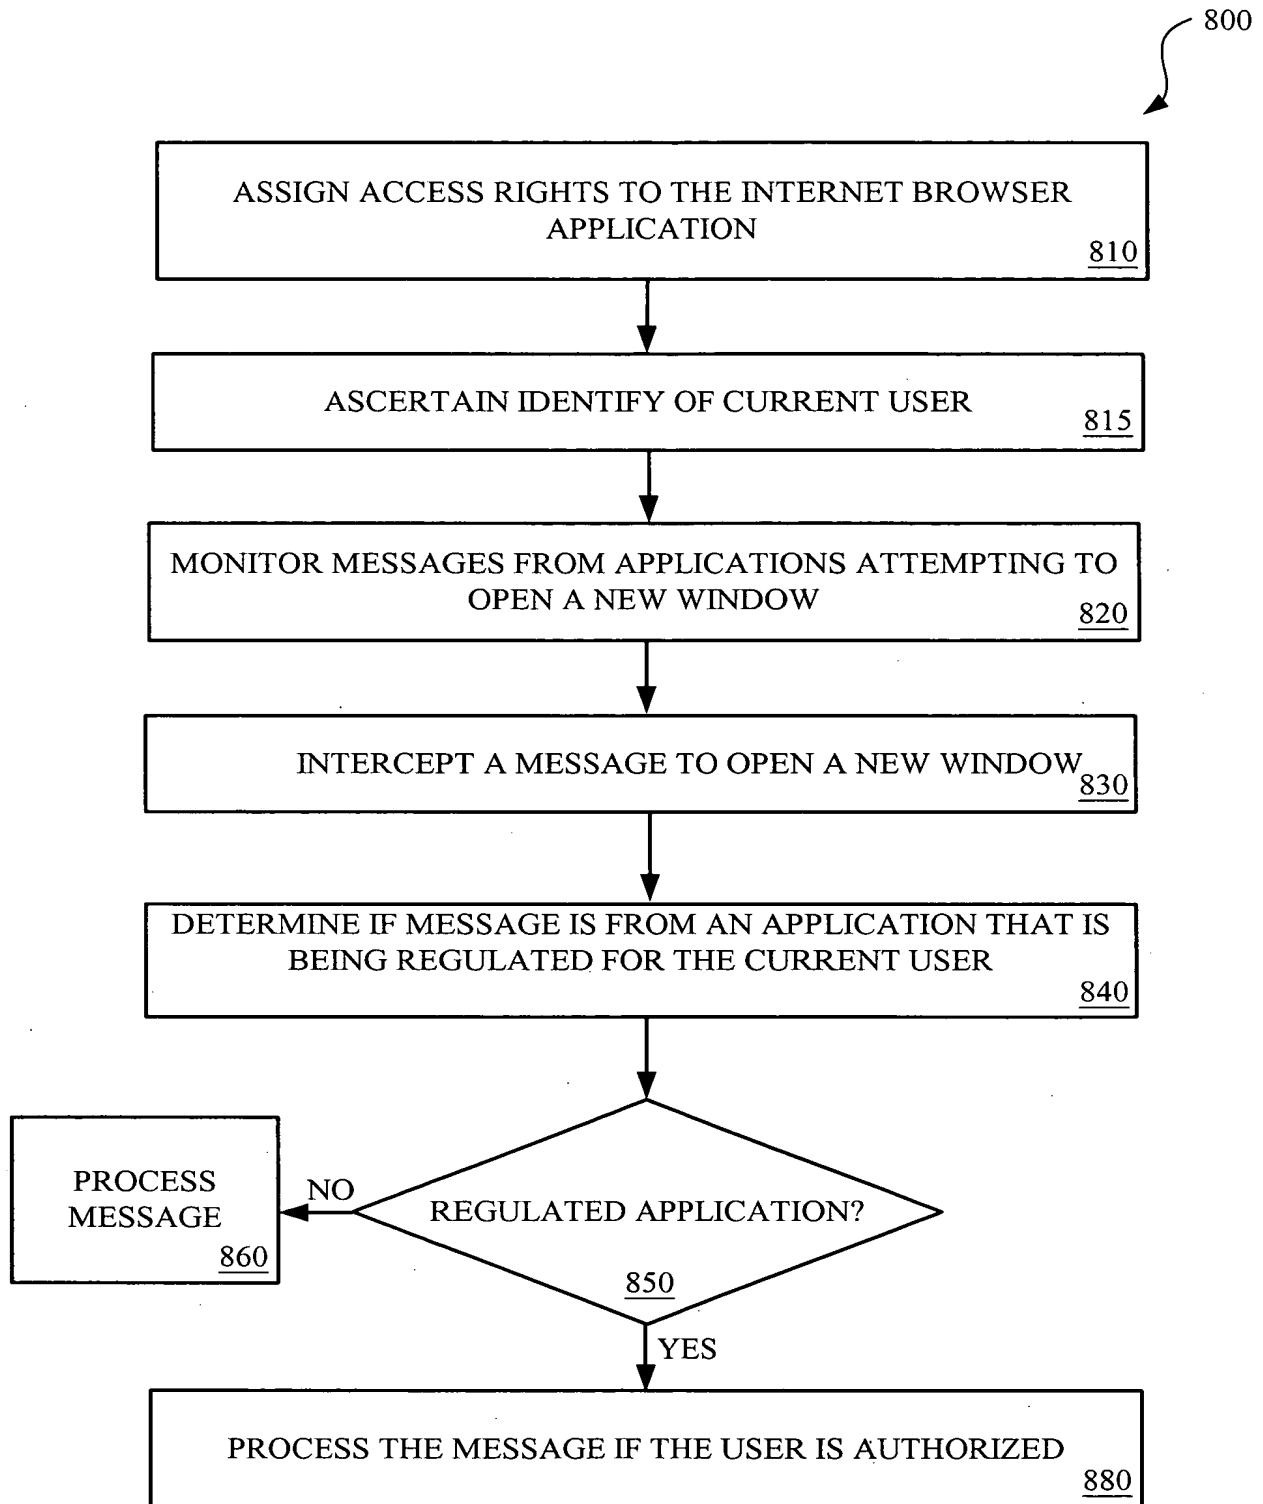 800
ASSIGN ACCESS RIGHTS TO THE INTERNET BROWSER
APPLICATION
810
ASCERTAIN IDENTIFY OF CURRENT USER
815
MONITOR MESSAGES FROM APPLICATIONS ATTEMPTING TO
OPEN A NEW WINDOW
820
INTERCEPT A MESSAGE TO OPEN A NEW WINDOW
830
DETERMINE IF MESSAGE IS FROM AN APPLICATION THAT IS
BEING REGULATED FOR THE CURRENT USER
840
PROCESS
MESSAGE
860
NO
REGULATED APPLICATION?
850
YES
PROCESS THE MESSAGE IF THE USER IS AUTHORIZED
880